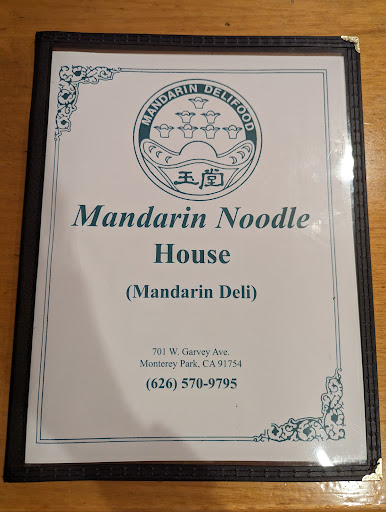 MANDARIN DELIFOOD
玉堂
Mandarin Noodle
House
(Mandarin Deli)
701 W. Garvey Ave.
Monterey Park, CA 91754
(626) 570-9795